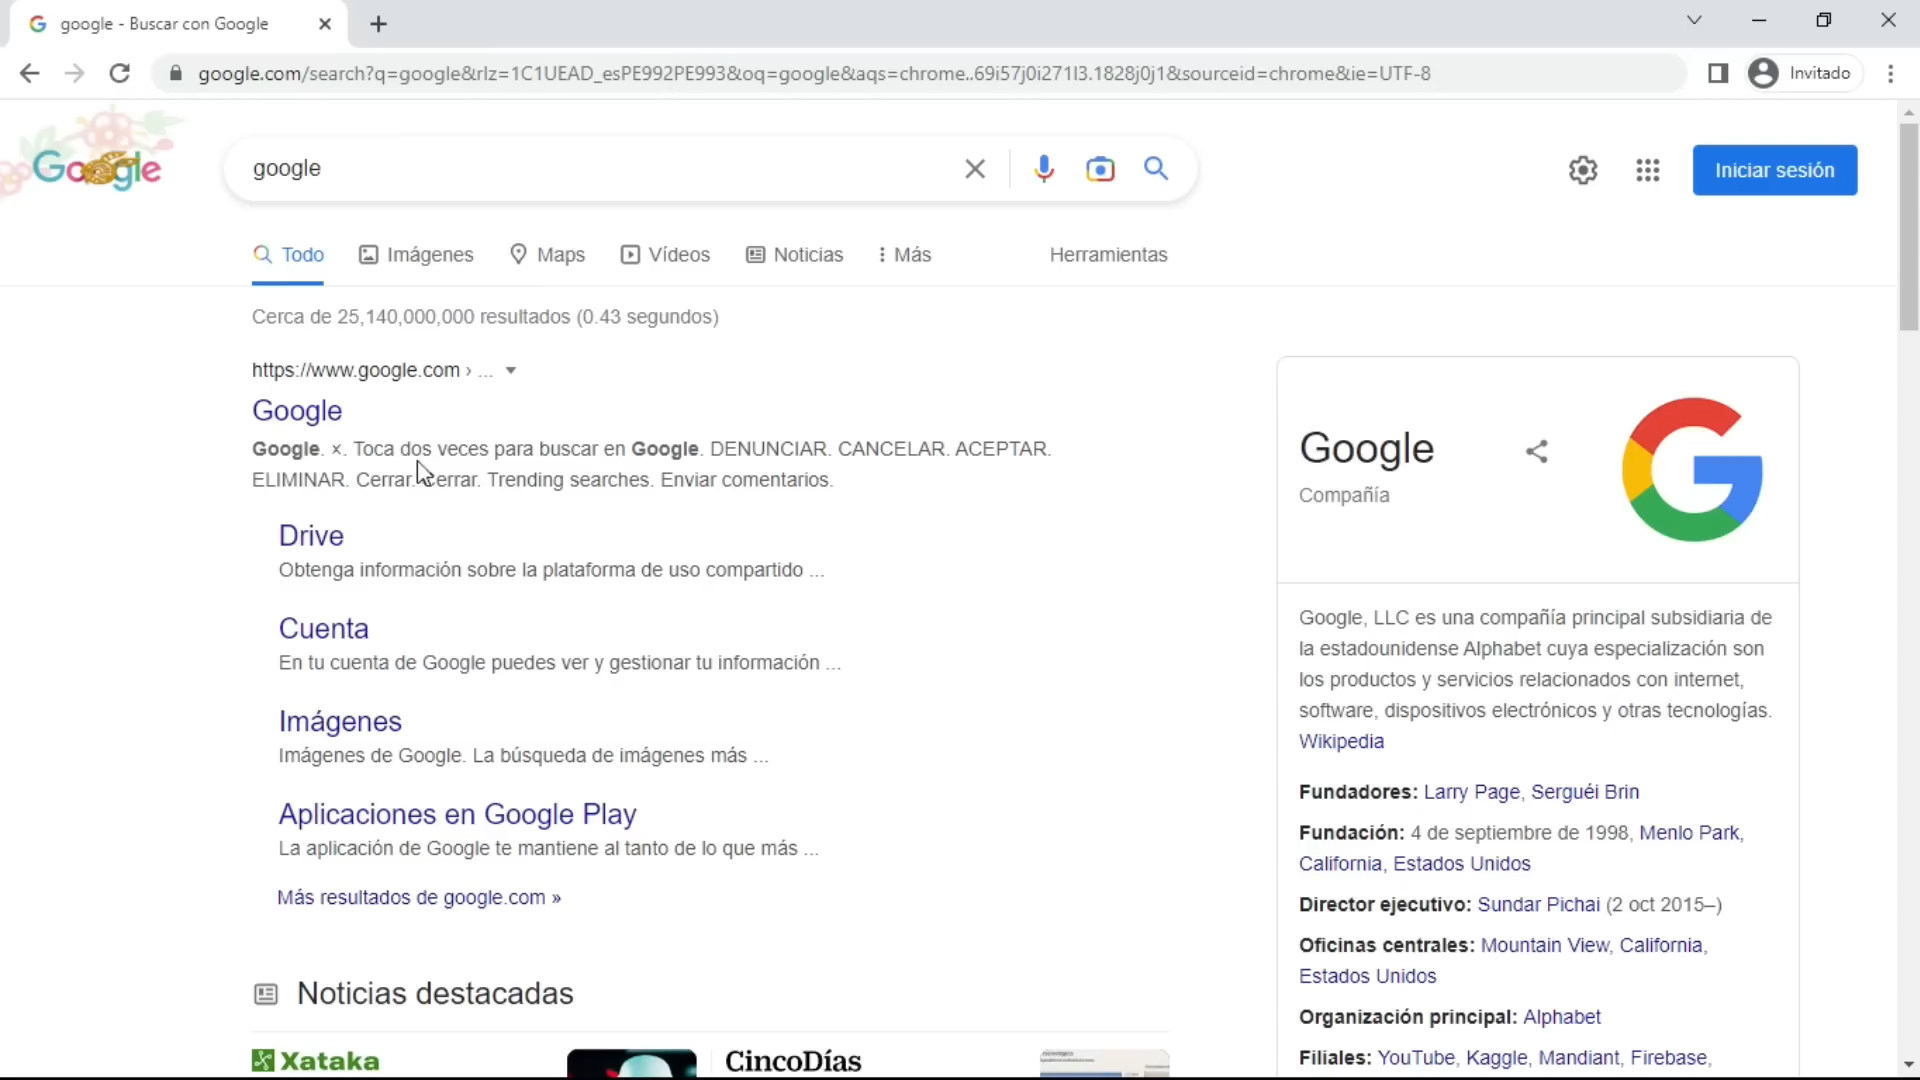 google - Buscar con Google
google.com/search?q=google&rlz=1C1UEAD_esPE992PE993&oq=google&aqs=chrome..69i57j0i271l3.1828j0j1&sourceid=chrome&ie=UTF-8
Invitado
Google
google
Iniciar sesión
Todo
Imágenes
Maps
Vídeos
Noticias
Más
Herramientas
Cerca de 25,140,000,000 resultados (0.43 segundos)
https://www.google.com › ...
Google
Google. ×. Toca dos veces para buscar en Google. DENUNCIAR. CANCELAR. ACEPTAR.
ELIMINAR. Cerrar. Cerrar. Trending searches. Enviar comentarios.
Drive
Obtenga información sobre la plataforma de uso compartido ...
Cuenta
En tu cuenta de Google puedes ver y gestionar tu información ...
Imágenes
Imágenes de Google. La búsqueda de imágenes más ...
Aplicaciones en Google Play
La aplicación de Google te mantiene al tanto de lo que más ...
Más resultados de google.com »
Noticias destacadas
Xataka
CincoDías
Google
Compañía
Google, LLC es una compañía principal subsidiaria de
la estadounidense Alphabet cuya especialización son
los productos y servicios relacionados con internet,
software, dispositivos electrónicos y otras tecnologías.
Wikipedia
Fundadores: Larry Page, Serguéi Brin
Fundación: 4 de septiembre de 1998, Menlo Park,
California, Estados Unidos
Director ejecutivo: Sundar Pichai (2 oct 2015–)
Oficinas centrales: Mountain View, California,
Estados Unidos
Organización principal: Alphabet
Filiales: YouTube, Kaggle, Mandiant, Firebase,